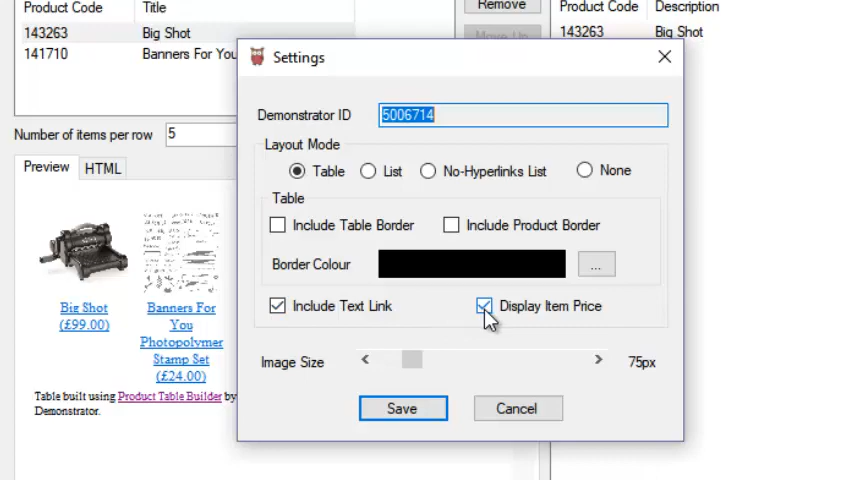 Product Code Title
143263 Big Shot
141710 Banners For You
Remove
Move Up
Product Code Description
143263 Big Shot
Number of items per row 5
Preview HTML
Big Shot
(£99.00)
Banners For
You
Photopolymer
Stamp Set
(£24.00)
Table built using Product Table Builder by
Demonstrator.
Settings
Demonstrator ID 5006714
Layout Mode
Table List No-Hyperlinks List None
Table
Include Table Border Include Product Border
Border Colour ...
Include Text Link Display Item Price
Image Size < > 75px
Save Cancel